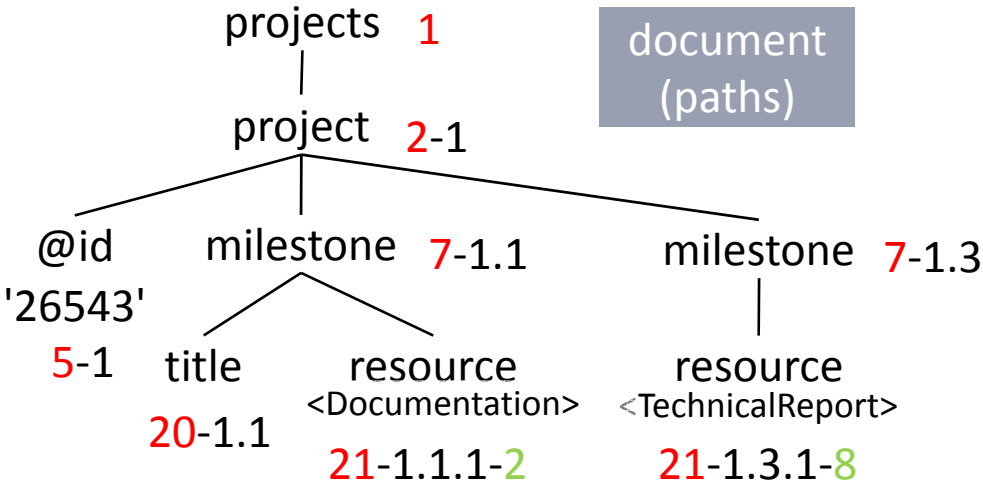 projects 1
document
(paths)
project 2-1
@id milestone 7-1.1 milestone 7-1.3
'26543'
5-1 title resource resource
<Documentation> <TechnicalReport>
20-1.1 21-1.1.1-2 21-1.3.1-8